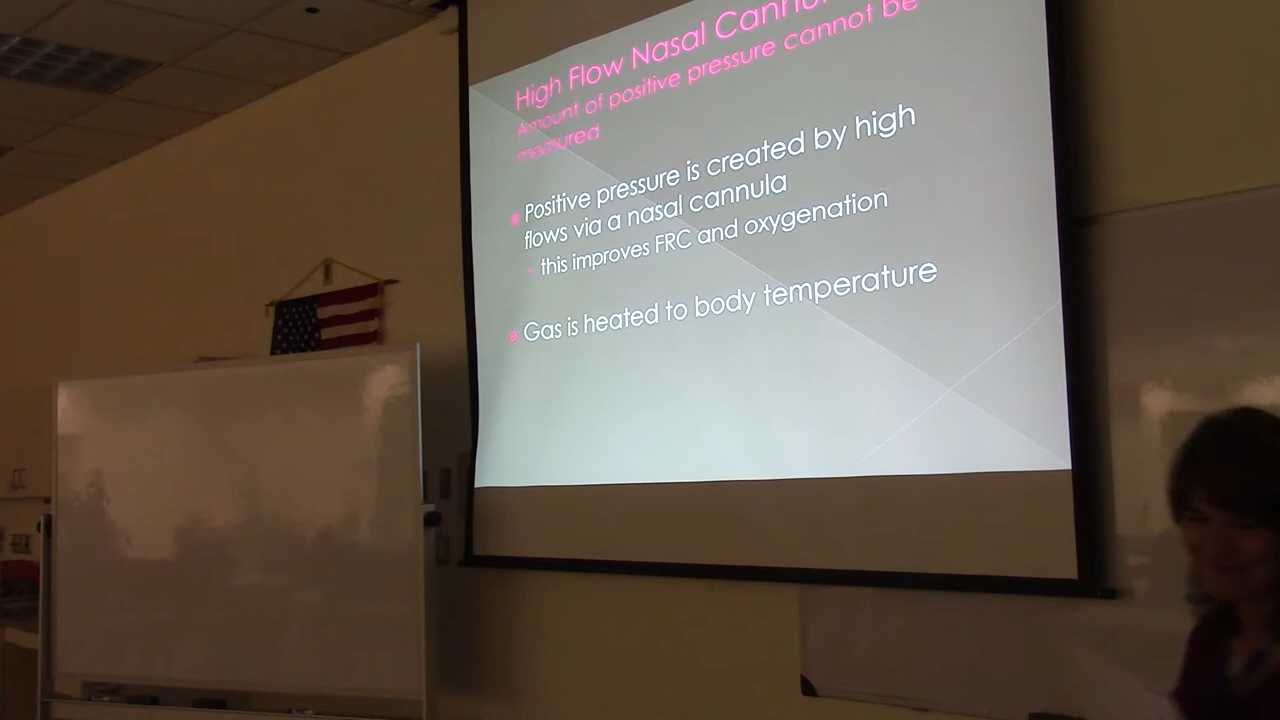 High Flow Nasal Cannul
Amount of positive pressure cannot be
measured
Positive pressure is created by high
flows via a nasal cannula
this improves FRC and oxygenation
Gas is heated to body temperature